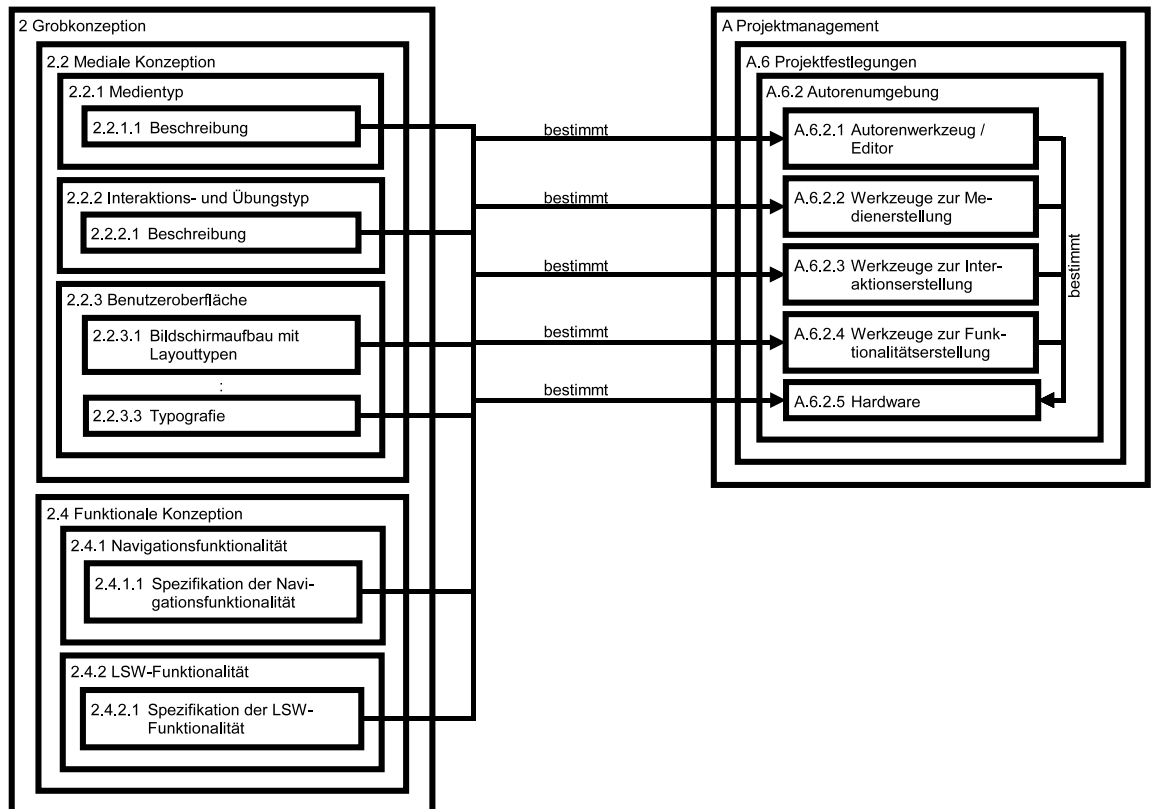 2 Grobkonzeption
2.2 Mediale Konzeption
2.2.1 Medientyp
2.2.1.1 Beschreibung
2.2.2 Interaktions- und Übungstyp
2.2.2.1 Beschreibung
2.2.3 Benutzeroberfläche
2.2.3.1 Bildschirmaufbau mit
Layouttypen
:
2.2.3.3 Typografie
2.4 Funktionale Konzeption
2.4.1 Navigationsfunktionalität
2.4.1.1 Spezifikation der Navi-
gationsfunktionalität
2.4.2 LSW-Funktionalität
2.4.2.1 Spezifikation der LSW-
Funktionalität
bestimmt
bestimmt
bestimmt
bestimmt
bestimmt
A Projektmanagement
A.6 Projektfestlegungen
A.6.2 Autorenumgebung
A.6.2.1 Autorenwerkzeug /
Editor
A.6.2.2 Werkzeuge zur Me-
dienerstellung
A.6.2.3 Werkzeuge zur Inter-
aktionserstellung
A.6.2.4 Werkzeuge zur Funk-
tionalitätserstellung
A.6.2.5 Hardware
bestimmt